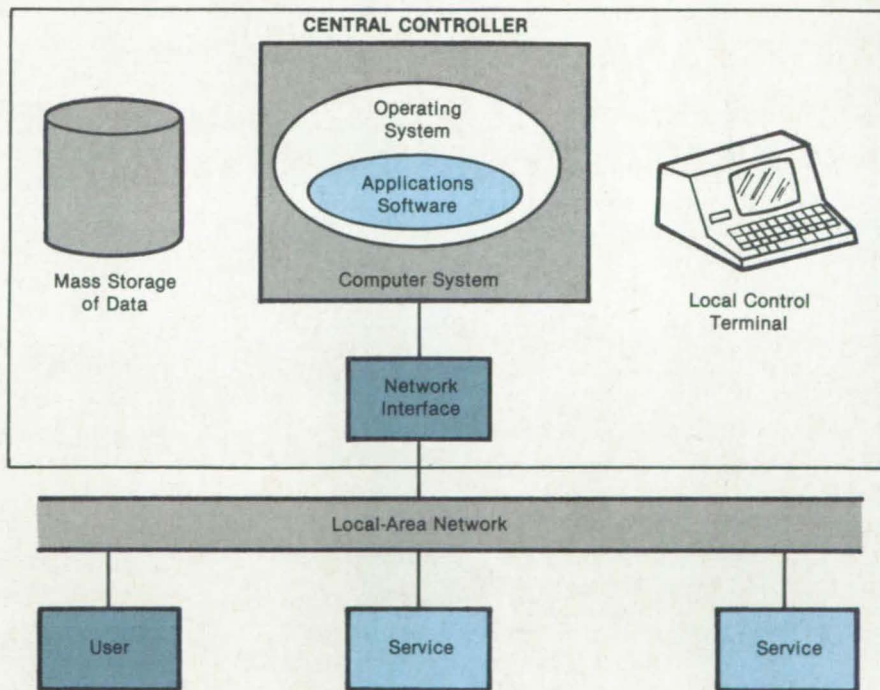 CENTRAL CONTROLLER
Operating
System
Applications
Software
Computer System
Mass Storage
of Data
Local Control
Terminal
Network
Interface
Local-Area Network
User
Service
Service